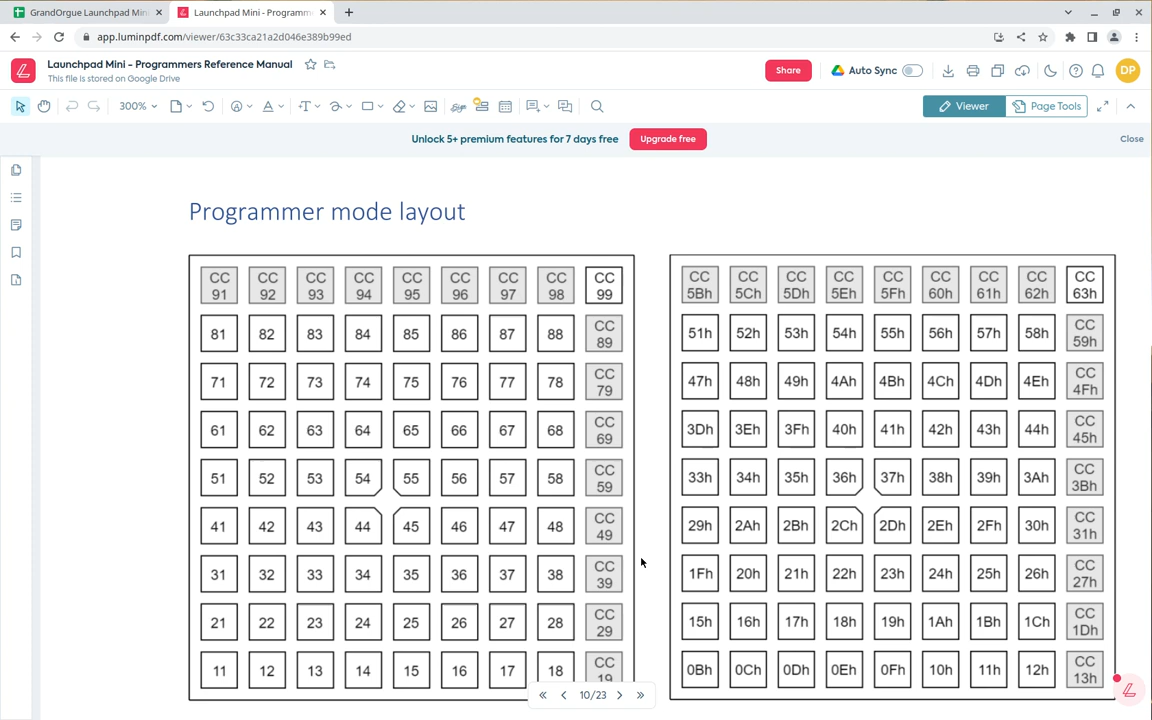 GrandOrgue Launchpad Mini
Launchpad Mini - Programm
app.luminpdf.com/viewer/63c33ca21a2d046e389b99ed
Launchpad Mini - Programmers Reference Manual
This file is stored on Google Drive
Share
Auto Sync
DP
300%
Viewer
Page Tools
Unlock 5+ premium features for 7 days free
Upgrade free
Close
Programmer mode layout
CC 91 CC 92 CC 93 CC 94 CC 95 CC 96 CC 97 CC 98 CC 99
81 82 83 84 85 86 87 88 CC 89
71 72 73 74 75 76 77 78 CC 79
61 62 63 64 65 66 67 68 CC 69
51 52 53 54 55 56 57 58 CC 59
41 42 43 44 45 46 47 48 CC 49
31 32 33 34 35 36 37 38 CC 39
21 22 23 24 25 26 27 28 CC 29
11 12 13 14 15 16 17 18 CC 19
CC 5Bh CC 5Ch CC 5Dh CC 5Eh CC 5Fh CC 60h CC 61h CC 62h CC 63h
51h 52h 53h 54h 55h 56h 57h 58h CC 59h
47h 48h 49h 4Ah 4Bh 4Ch 4Dh 4Eh CC 4Fh
3Dh 3Eh 3Fh 40h 41h 42h 43h 44h CC 45h
33h 34h 35h 36h 37h 38h 39h 3Ah CC 3Bh
29h 2Ah 2Bh 2Ch 2Dh 2Eh 2Fh 30h CC 31h
1Fh 20h 21h 22h 23h 24h 25h 26h CC 27h
15h 16h 17h 18h 19h 1Ah 1Bh 1Ch CC 1Dh
0Bh 0Ch 0Dh 0Eh 0Fh 10h 11h 12h CC 13h
10/23